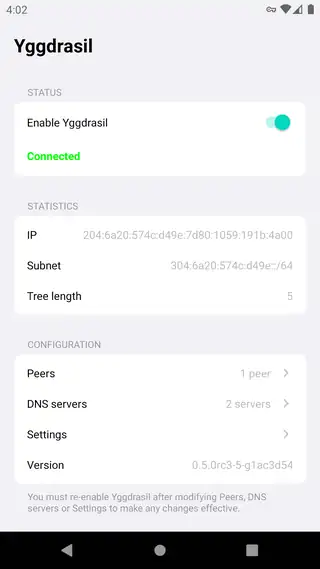 4:02
Yggdrasil
STATUS
Enable Yggdrasil
Connected
STATISTICS
IP 204:6a20:574c:d49e:7d80:1059:191b:4a00
Subnet 304:6a20:574c:d49e::/64
Tree length 5
CONFIGURATION
Peers 1 peer
DNS servers 2 servers
Settings
Version 0.5.0rc3-5-g1ac3d54
You must re-enable Yggdrasil after modifying Peers, DNS
servers or Settings to make any changes effective.